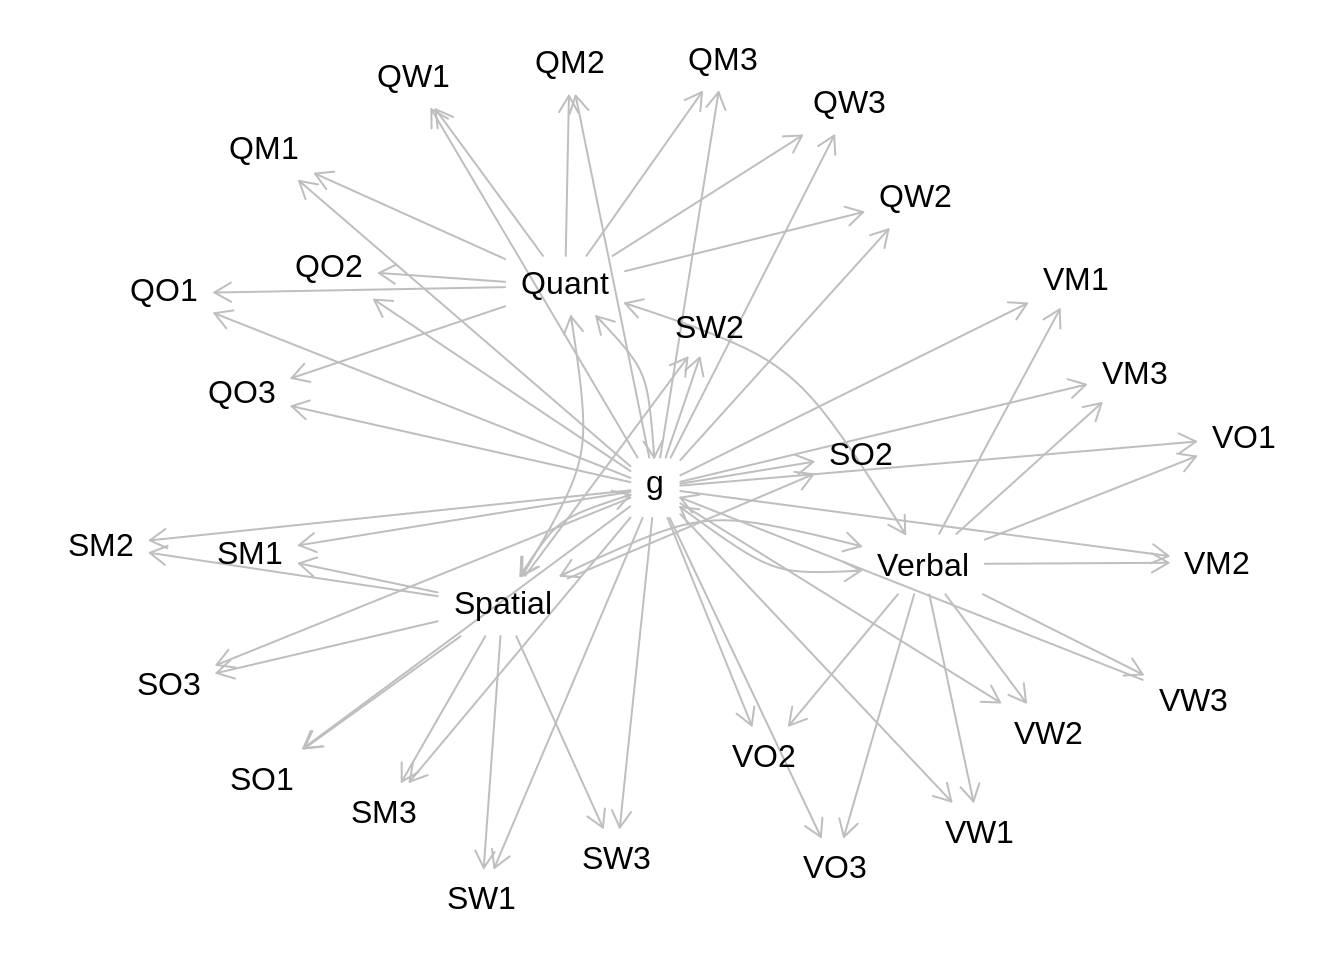 QM3
QM2
QW1
QW3
QM1
QW2
QO2
VM1
Quant
QO1
SW2
VM3
QO3
VO1
SO2
g
SM2
SM1
VM2
Verbal
Spatial
SO3
VW3
VW2
VO2
SO1
SM3
VW1
SW3
VO3
SW1